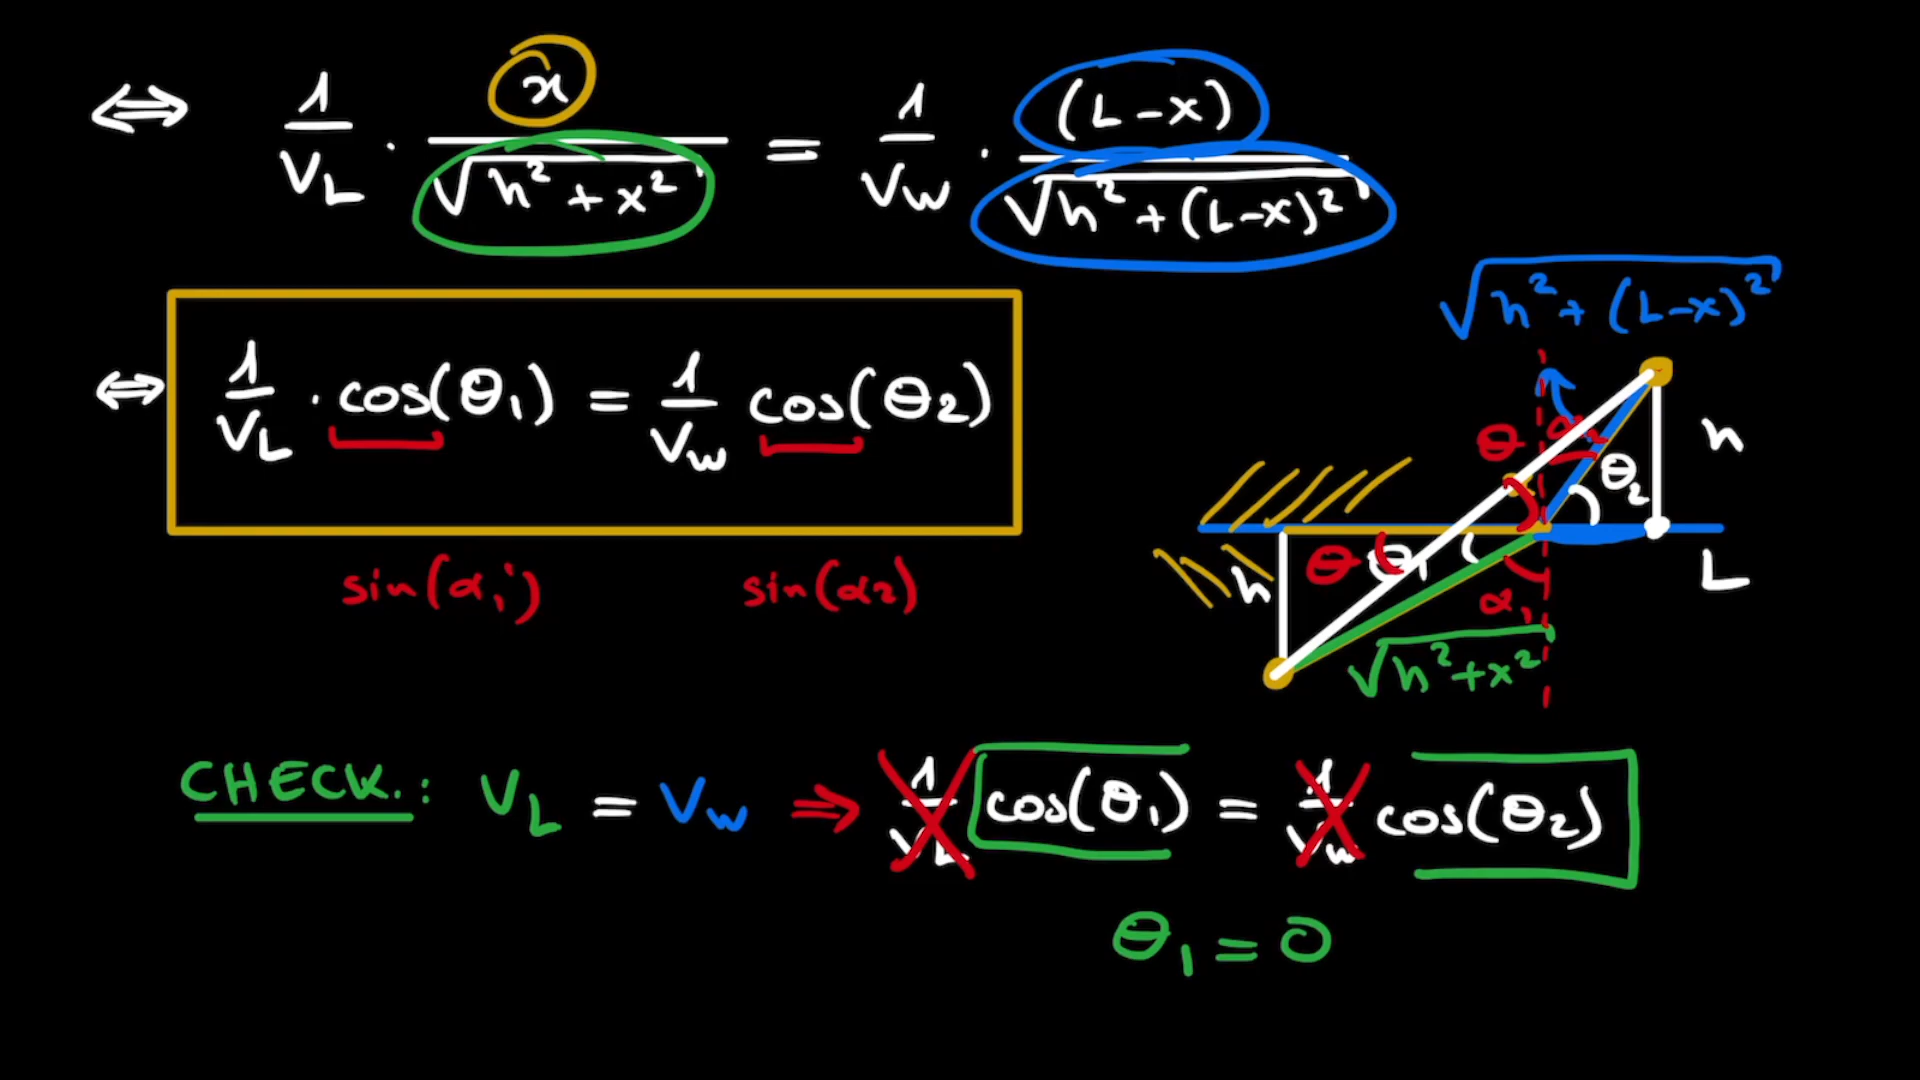 ⇔ 1/V_L · x/√(h² + x²) = 1/V_w · (L-x)/√(h² + (L-x)²)
⇔ 1/V_L · cos(θ₁) = 1/V_w cos(θ₂)
sin(α₁) sin(α₂)
√(h² + (L-x)²)
θ α₂ h
θ₂
h θ θ₁ L
α₁
√(h² + x²)
CHECK.: V_L = V_w ⇒ 1/V_L cos(θ₁) = 1/V_w cos(θ₂)
θ₁ = 0